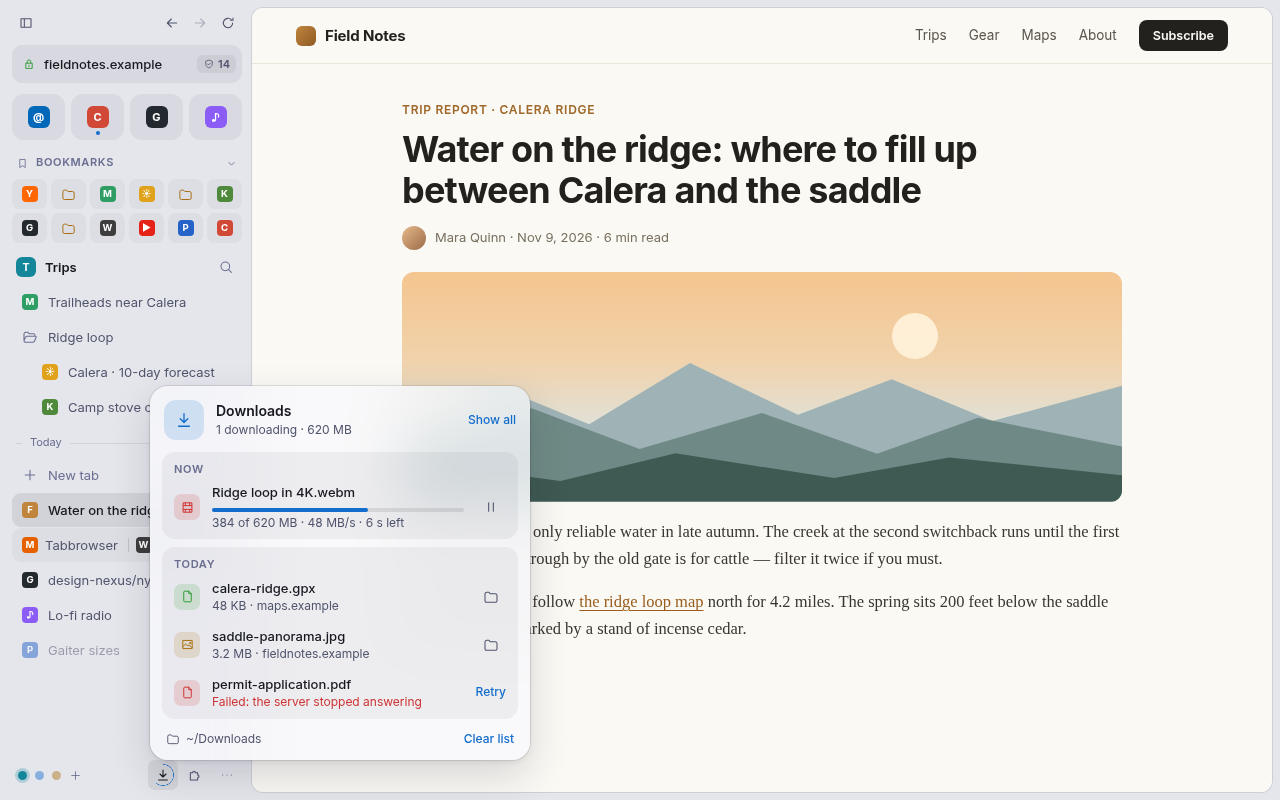 fieldnotes.example
14
@ C G
BOOKMARKS
Y M K
G W P C
T Trips
M Trailheads near Calera
Ridge loop
Calera · 10-day forecast
K Camp stove
Today
New tab
F Water on the ridg
M Tabbrowser W
G design-nexus/ny
Lo-fi radio
P Gaiter sizes
Field Notes
Trips Gear Maps About Subscribe
TRIP REPORT · CALERA RIDGE
Water on the ridge: where to fill up
between Calera and the saddle
Mara Quinn · Nov 9, 2026 · 6 min read
only reliable water in late autumn. The creek at the second switchback runs until the first
by the old gate is for cattle — filter it twice if you must.
follow the ridge loop map north for 4.2 miles. The spring sits 200 feet below the saddle
by a stand of incense cedar.
Downloads
1 downloading · 620 MB
Show all
NOW
Ridge loop in 4K.webm
384 of 620 MB · 48 MB/s · 6 s left
TODAY
calera-ridge.gpx
48 KB · maps.example
saddle-panorama.jpg
3.2 MB · fieldnotes.example
permit-application.pdf
Failed: the server stopped answering
Retry
~/Downloads
Clear list